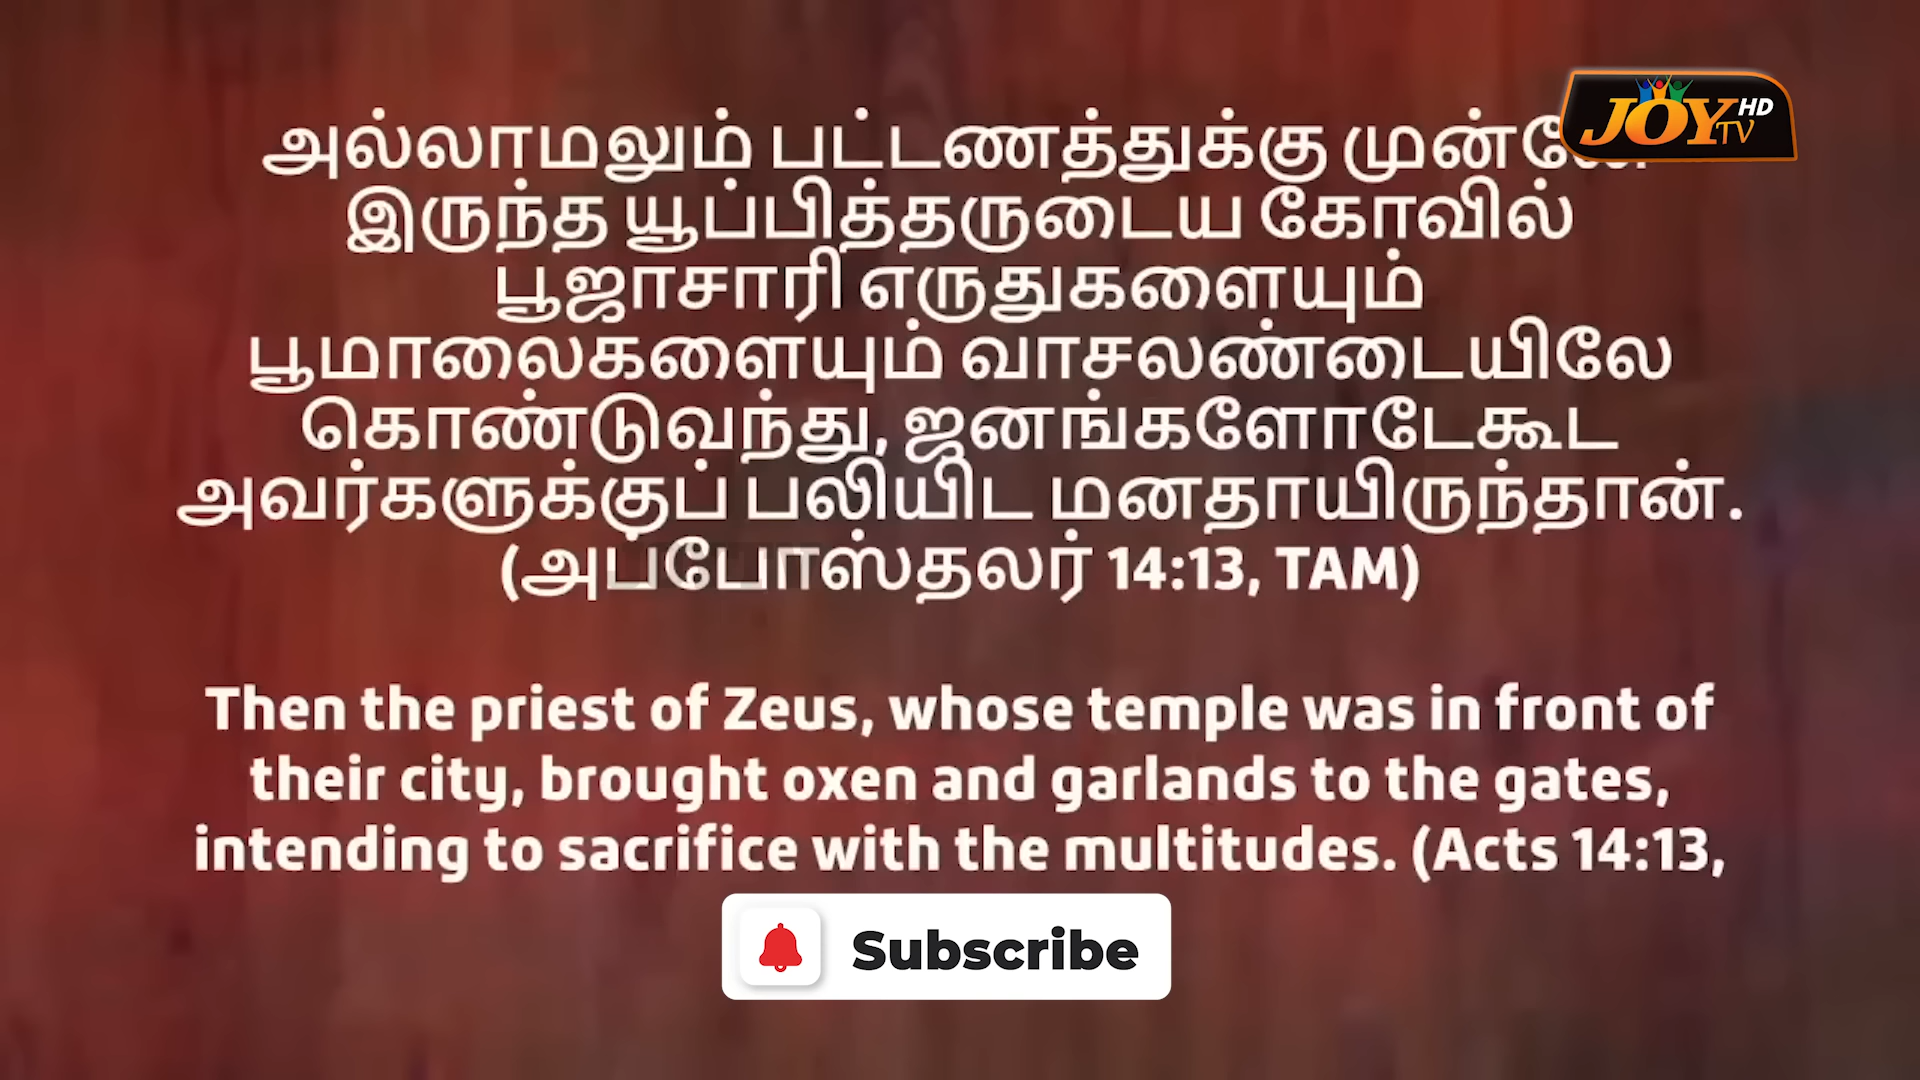 அல்லாமலும் பட்டணத்துக்கு
இருந்த யூப்பித்தருடைய கோவில்
பூஜாசாரி எருதுகளையும்
பூமாலைகளையும் வாசலண்டையிலே
கொண்டுவந்து, ஜனங்களோடேகூட
அவர்களுக்குப் பலியிட மனதாயிருந்தான்.
(அப்போஸ்தலர் 14:13, TAM)
Then the priest of Zeus, whose temple was in front of
their city, brought oxen and garlands to the gates,
intending to sacrifice with the multitudes. (Acts 14:13,
JOY TV HD
Subscribe